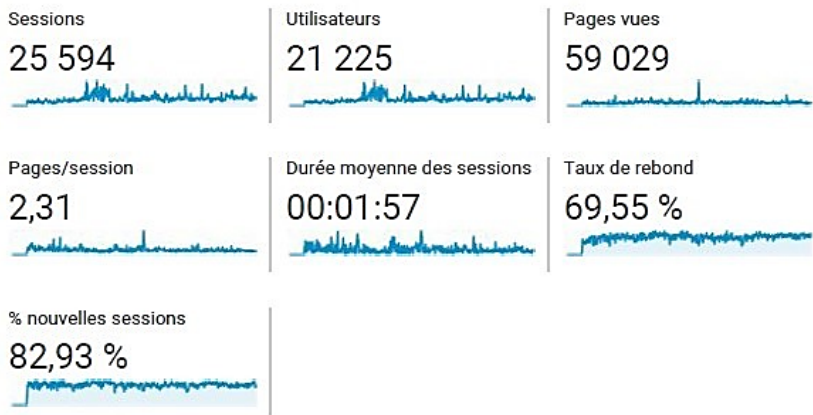 Sessions
25 594
Utilisateurs
21 225
Pages vues
59 029
Pages/session
2,31
Durée moyenne des sessions
00:01:57
Taux de rebond
69,55 %
% nouvelles sessions
82,93 %